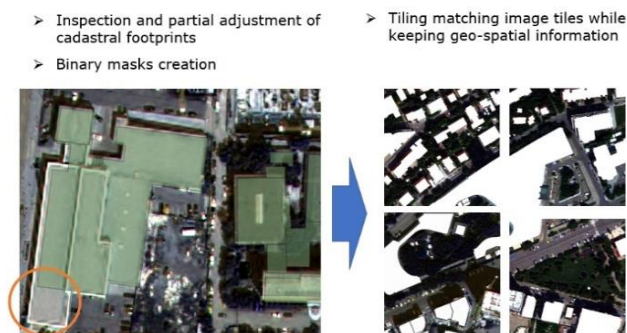 ➢ Inspection and partial adjustment of
cadastral footprints
➢ Binary masks creation
➢ Tiling matching image tiles while
keeping geo-spatial information